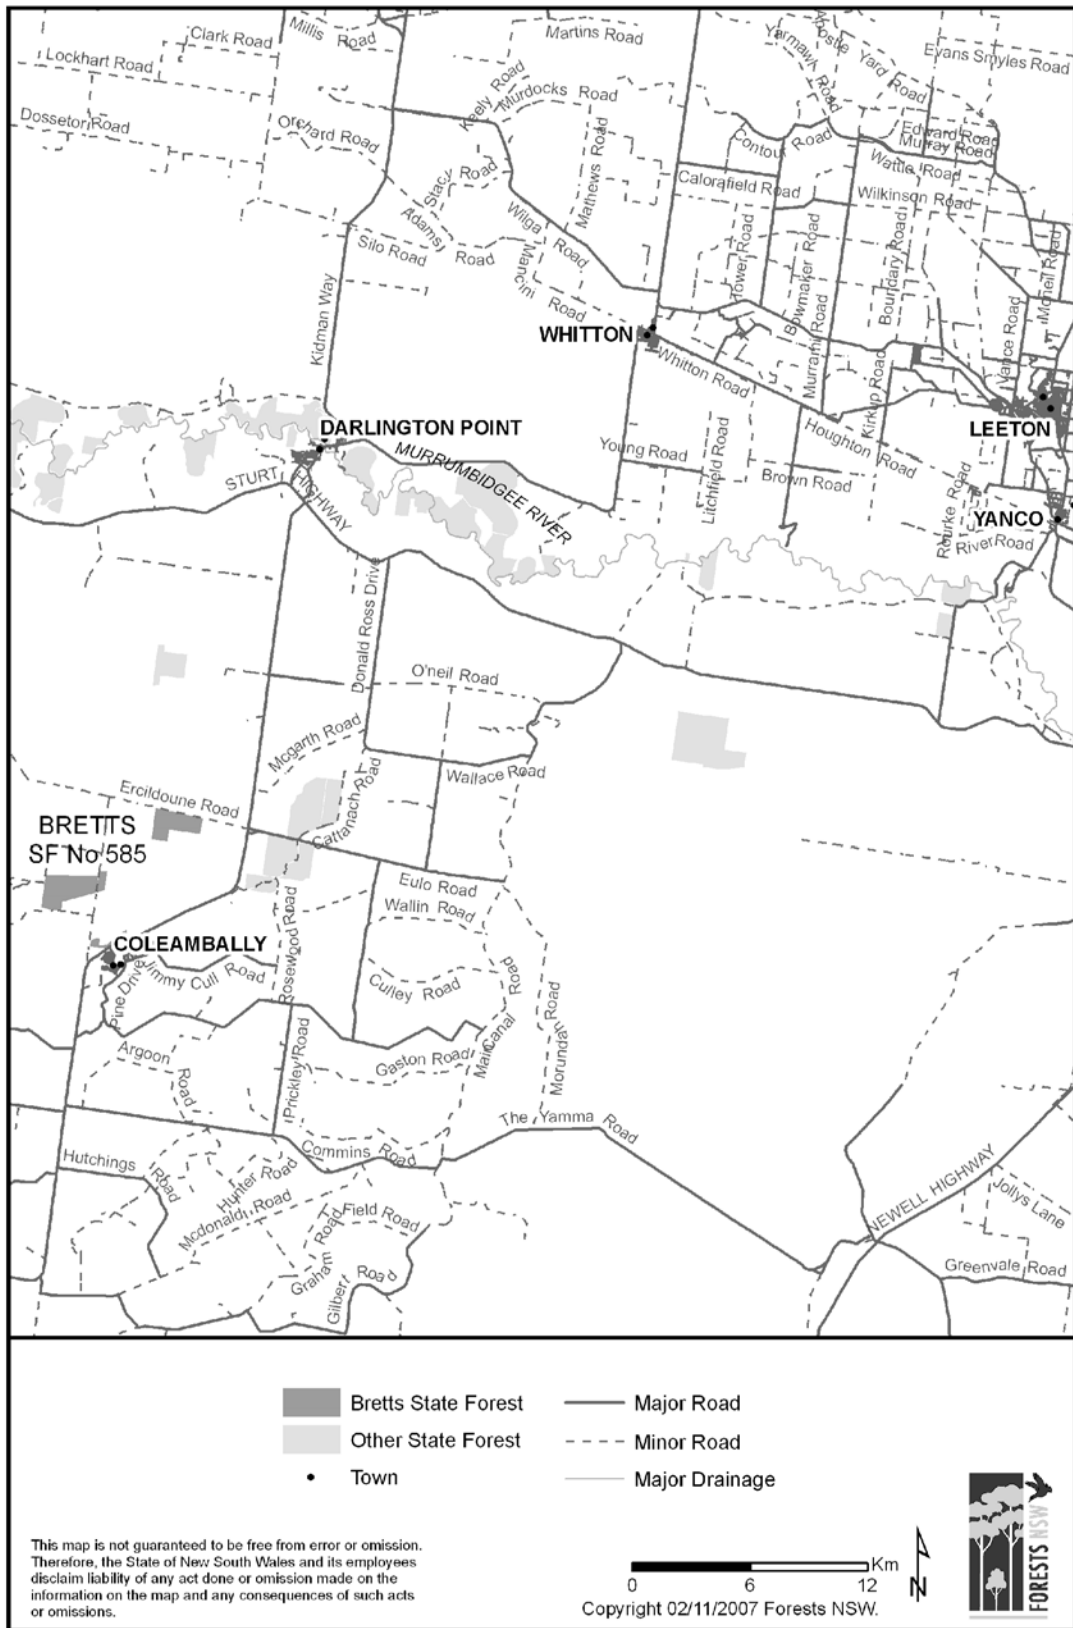 Clark Road
Millis Road
Martins Road
Yarmawl Road
Apostle Yard Road
Evans Smyles Road
Lockhart Road
Keely Road
Murdocks Road
Dossetor Road
Orchard Road
Mathews Road
Contour Road
Edward Road
Murray Road
Wattle Road
Stacy Road
Calorafield Road
Wilkinson Road
Adams Road
Wilga Road
Silo Road
Mancini Road
Tower Road
Bowmaker Road
Boundary Road
Mcneil Road
Kidman Way
WHITTON
Whitton Road
Murrami Road
Kirkup Road
Vance Road
LEETON
DARLINGTON POINT
MURRUMBIDGEE RIVER
STURT HIGHWAY
Young Road
Litchfield Road
Brown Road
Houghton Road
Rourke Road
YANCO
River Road
Donald Ross Drive
O'neil Road
Mcgarth Road
Wallace Road
Cattanach Road
Ercildoune Road
BRETTS
SF No 585
Eulo Road
Wallin Road
Rosewood Road
COLEAMBALLY
Jimmy Cull Road
Pine Drive
Culley Road
Main Canal Road
Morundah Road
Argoon Road
Prickley Road
Gaston Road
The Yamma Road
Commins Road
Hutchings Road
Hunter Road
Mcdonald Road
Field Road
Graham Road
Gilbert Road
NEWELL HIGHWAY
Jollys Lane
Greenvale Road
Bretts State Forest
Other State Forest
Town
Major Road
Minor Road
Major Drainage
This map is not guaranteed to be free from error or omission.
Therefore, the State of New South Wales and its employees
disclaim liability of any act done or omission made on the
information on the map and any consequences of such acts
or omissions.
0 6 12 Km
N
Copyright 02/11/2007 Forests NSW.
FORESTS NSW